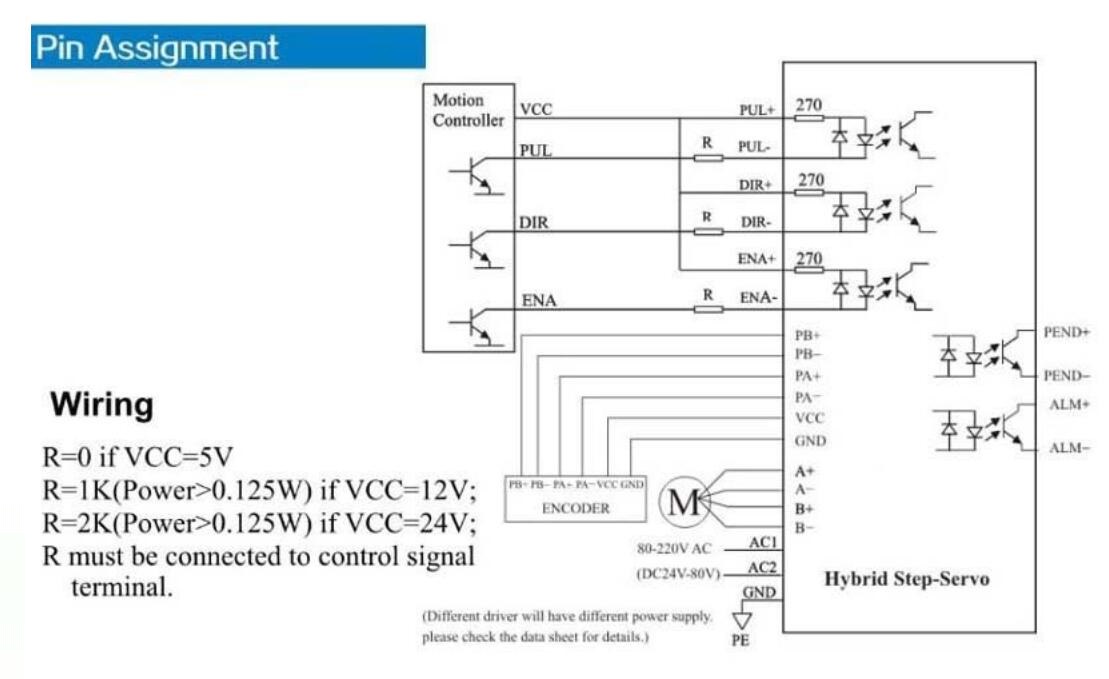 Pin Assignment
Motion
Controller
VCC
PUL
DIR
ENA
PUL+
270
R
PUL-
DIR+
270
R
DIR-
ENA+
270
R
ENA-
PB+
PB-
PA+
PA-
VCC
GND
PEND+
PEND-
ALM+
ALM-
Wiring
R=0 if VCC=5V
R=1K(Power>0.125W) if VCC=12V;
R=2K(Power>0.125W) if VCC=24V;
R must be connected to control signal
terminal.
PB+ PB- PA+ PA- VCC GND
ENCODER
M
A+
A-
B+
B-
80-220V AC
AC1
(DC24V-80V)
AC2
GND
PE
Hybrid Step-Servo
(Different driver will have different power supply.
please check the data sheet for details.)